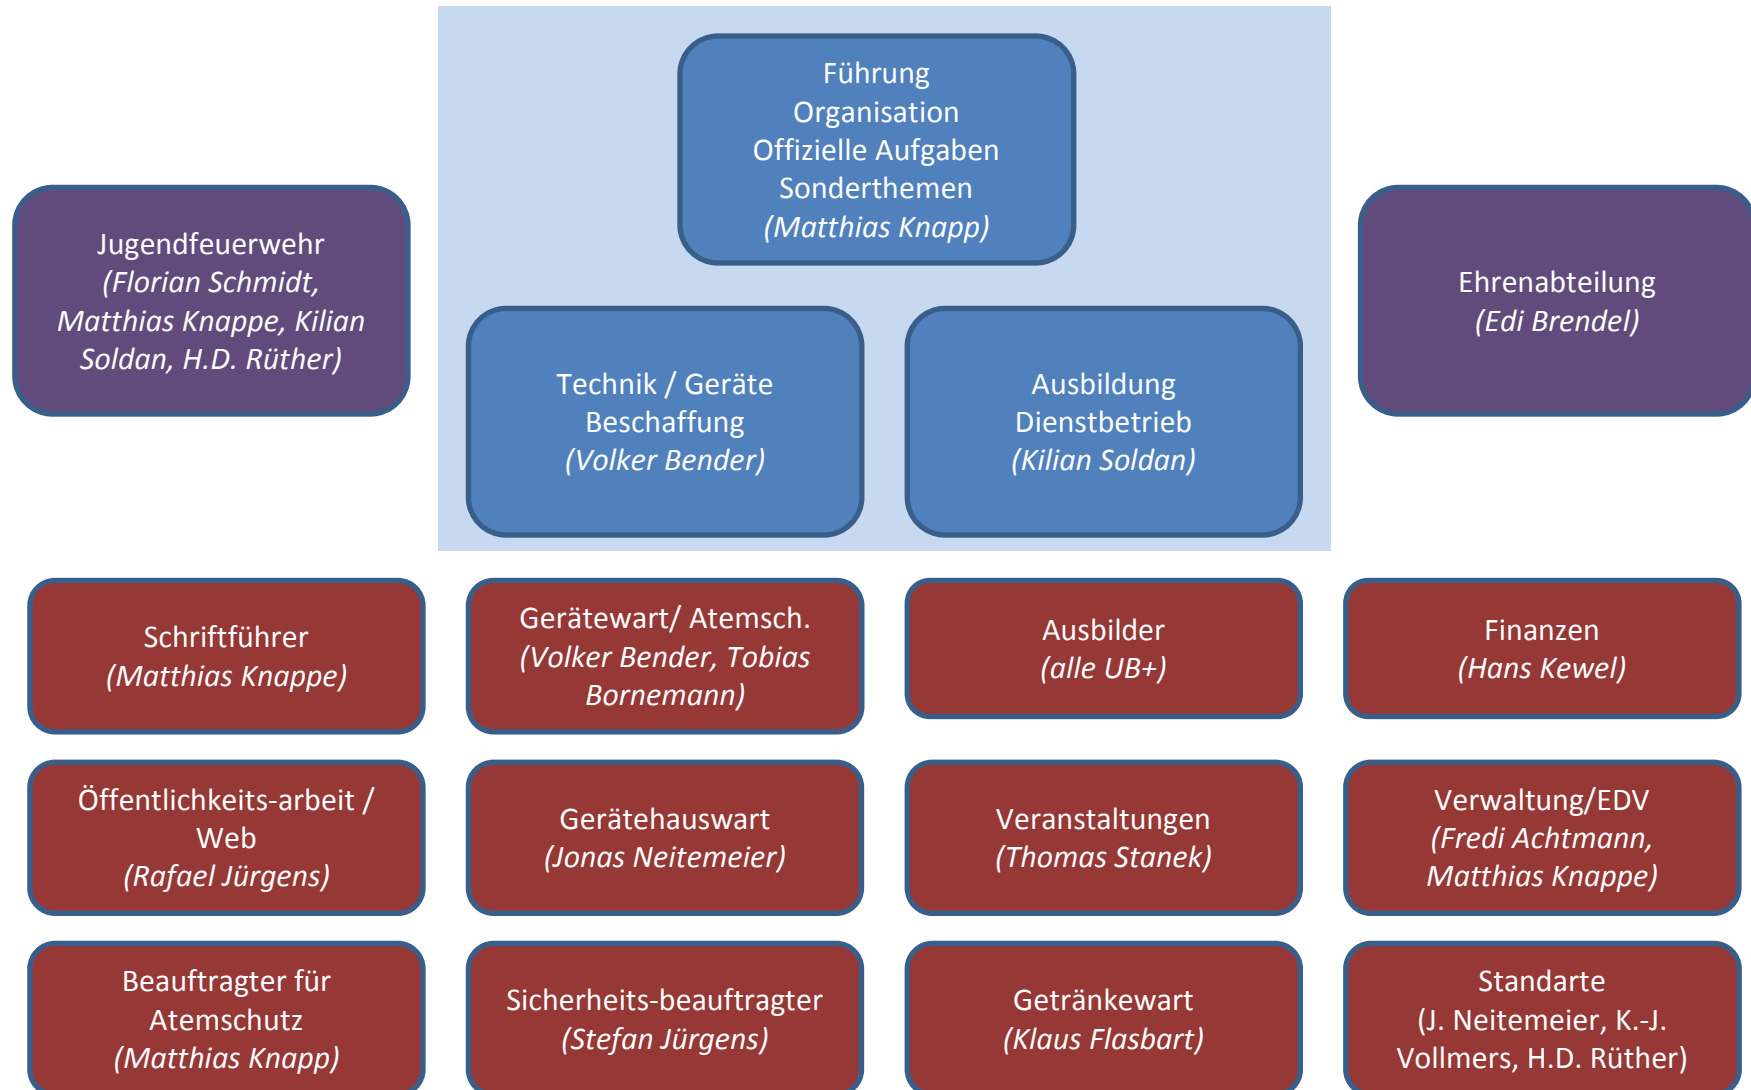 Führung
Organisation
Offizielle Aufgaben
Sonderthemen
(Matthias Knapp)
Jugendfeuerwehr
(Florian Schmidt,
Matthias Knappe, Kilian
Soldan, H.D. Rüther)
Ehrenabteilung
(Edi Brendel)
Technik / Geräte
Beschaffung
(Volker Bender)
Ausbildung
Dienstbetrieb
(Kilian Soldan)
Schriftführer
(Matthias Knappe)
Gerätewart/ Atemsch.
(Volker Bender, Tobias
Bornemann)
Ausbilder
(alle UB+)
Finanzen
(Hans Kewel)
Öffentlichkeits-arbeit /
Web
(Rafael Jürgens)
Gerätehauswart
(Jonas Neitemeier)
Veranstaltungen
(Thomas Stanek)
Verwaltung/EDV
(Fredi Achtmann,
Matthias Knappe)
Beauftragter für
Atemschutz
(Matthias Knapp)
Sicherheits-beauftragter
(Stefan Jürgens)
Getränkewart
(Klaus Flasbart)
Standarte
(J. Neitemeier, K.-J.
Vollmers, H.D. Rüther)